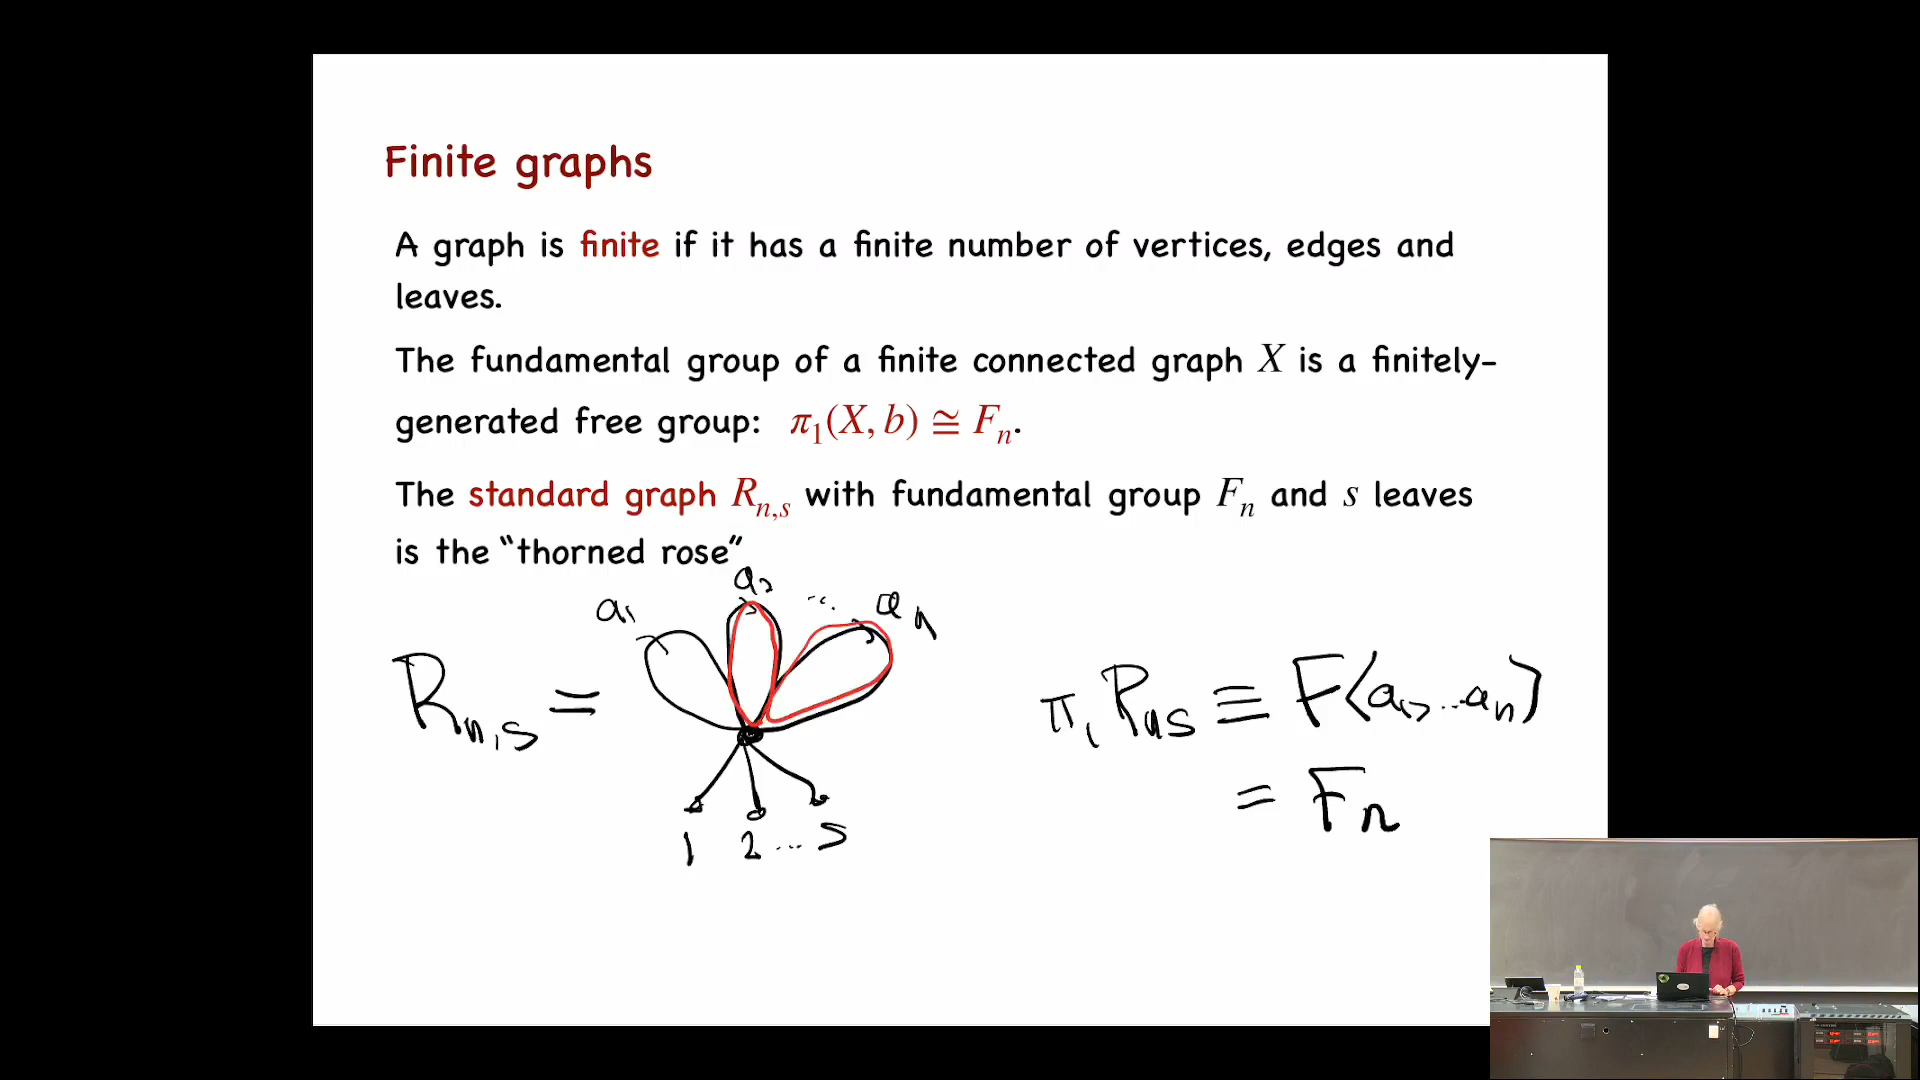 Finite graphs
A graph is finite if it has a finite number of vertices, edges and
leaves.
The fundamental group of a finite connected graph X is a finitely-
generated free group: π₁(X, b) ≅ Fₙ.
The standard graph Rₙ,ₛ with fundamental group Fₙ and s leaves
is the “thorned rose”
a₁ a₂ ... aₙ
Rₙ,ₛ =
1 2 ... s
π₁ Rₙₛ ≡ F⟨a₁, ... aₙ⟩
= Fₙ